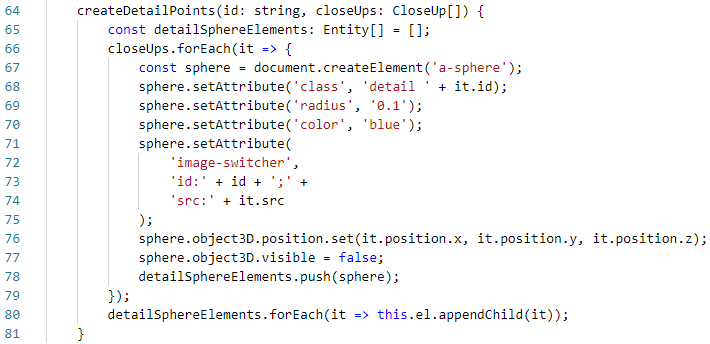 64 createDetailPoints(id: string, closeUps: CloseUp[]) {
65 const detailSphereElements: Entity[] = [];
66 closeUps.forEach(it => {
67 const sphere = document.createElement('a-sphere');
68 sphere.setAttribute('class', 'detail ' + it.id);
69 sphere.setAttribute('radius', '0.1');
70 sphere.setAttribute('color', 'blue');
71 sphere.setAttribute(
72 'image-switcher',
73 'id:' + id + ';' +
74 'src:' + it.src
75 );
76 sphere.object3D.position.set(it.position.x, it.position.y, it.position.z);
77 sphere.object3D.visible = false;
78 detailSphereElements.push(sphere);
79 });
80 detailSphereElements.forEach(it => this.el.appendChild(it));
81 }